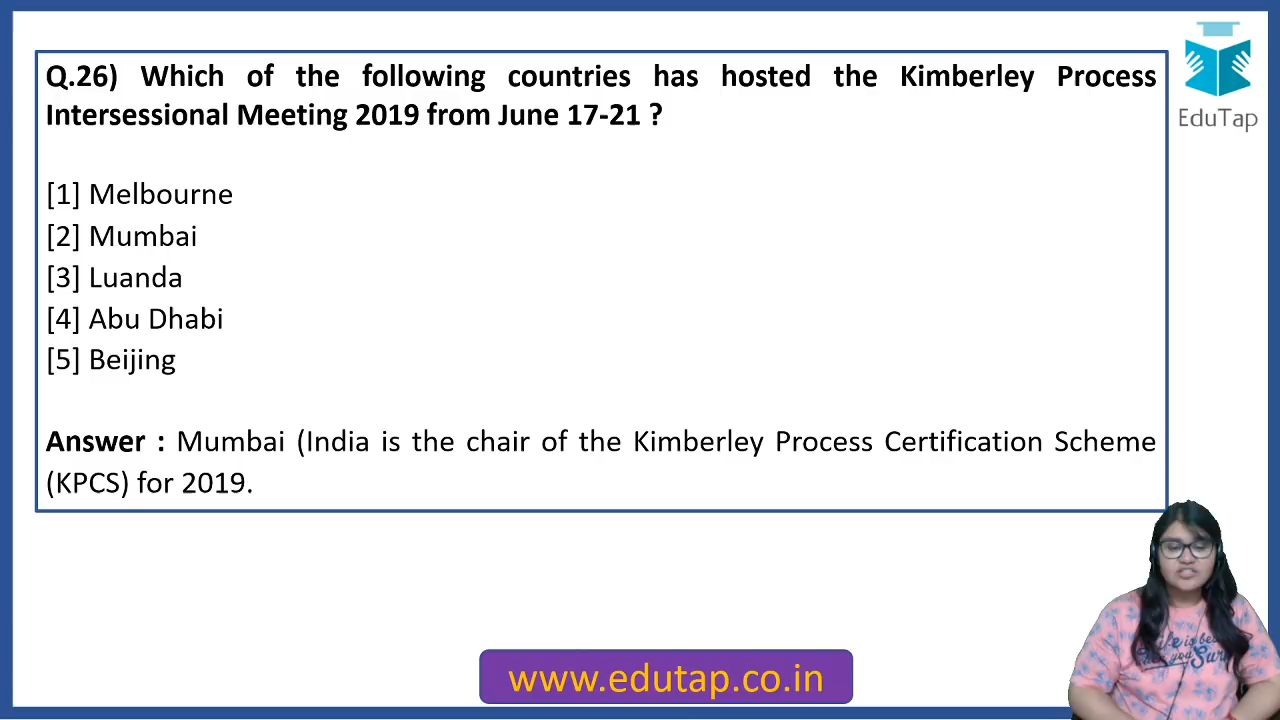 Q.26) Which of the following countries has hosted the Kimberley Process
Intersessional Meeting 2019 from June 17-21 ?
[1] Melbourne
[2] Mumbai
[3] Luanda
[4] Abu Dhabi
[5] Beijing
Answer : Mumbai (India is the chair of the Kimberley Process Certification Scheme
(KPCS) for 2019.
EduTap
www.edutap.co.in